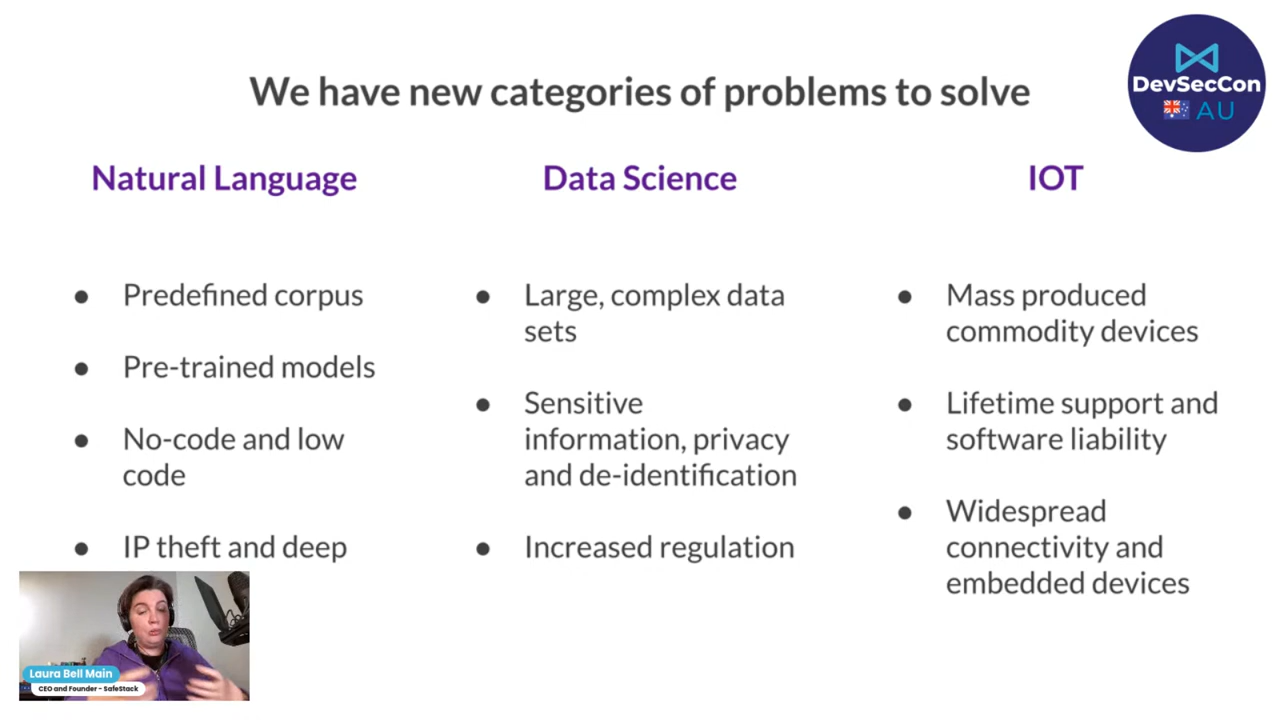 We have new categories of problems to solve
DevSecCon
AU
Natural Language
● Predefined corpus
● Pre-trained models
● No-code and low
code
● IP theft and deep
Data Science
● Large, complex data
sets
● Sensitive
information, privacy
and de-identification
● Increased regulation
IOT
● Mass produced
commodity devices
● Lifetime support and
software liability
● Widespread
connectivity and
embedded devices
Laura Bell Main
CEO and Founder - SafeStack